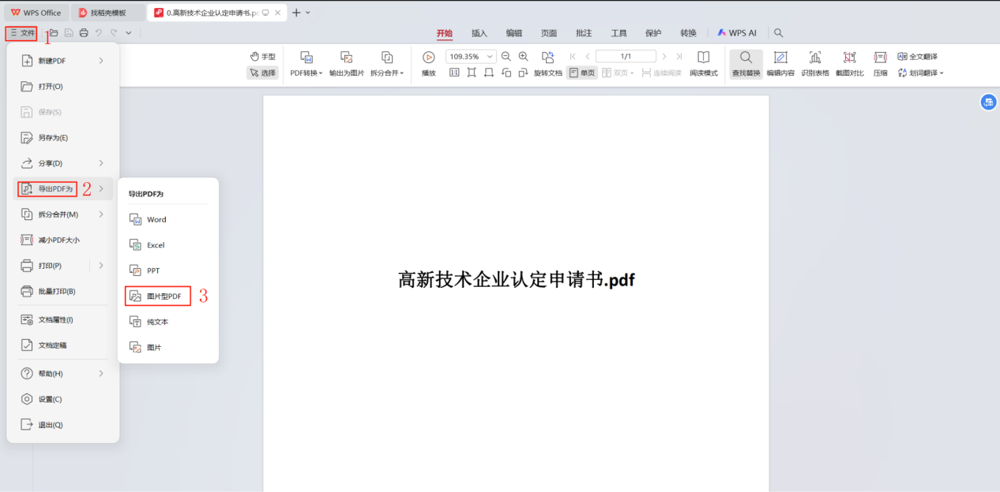 WPS Office
找稻壳模板
0.高新技术企业认定申请书.pc
文件
1
开始
插入
编辑
页面
批注
工具
保护
转换
WPS AI
手型
选择
PDF转换
输出为图片
拆分合并
播放
109.35%
1:1
旋转文档
1/1
单页
双页
连续阅读
阅读模式
查找替换
编辑内容
识别表格
截图对比
压缩
全文翻译
划词翻译
新建PDF
打开(O)
保存(S)
另存为(E)
分享(D)
导出PDF为
2
拆分合并(M)
减小PDF大小
打印(P)
批量打印(B)
文档属性(I)
文档定稿
帮助(H)
设置(C)
退出(Q)
导出PDF为
Word
Excel
PPT
图片型PDF
3
纯文本
图片
高新技术企业认定申请书.pdf